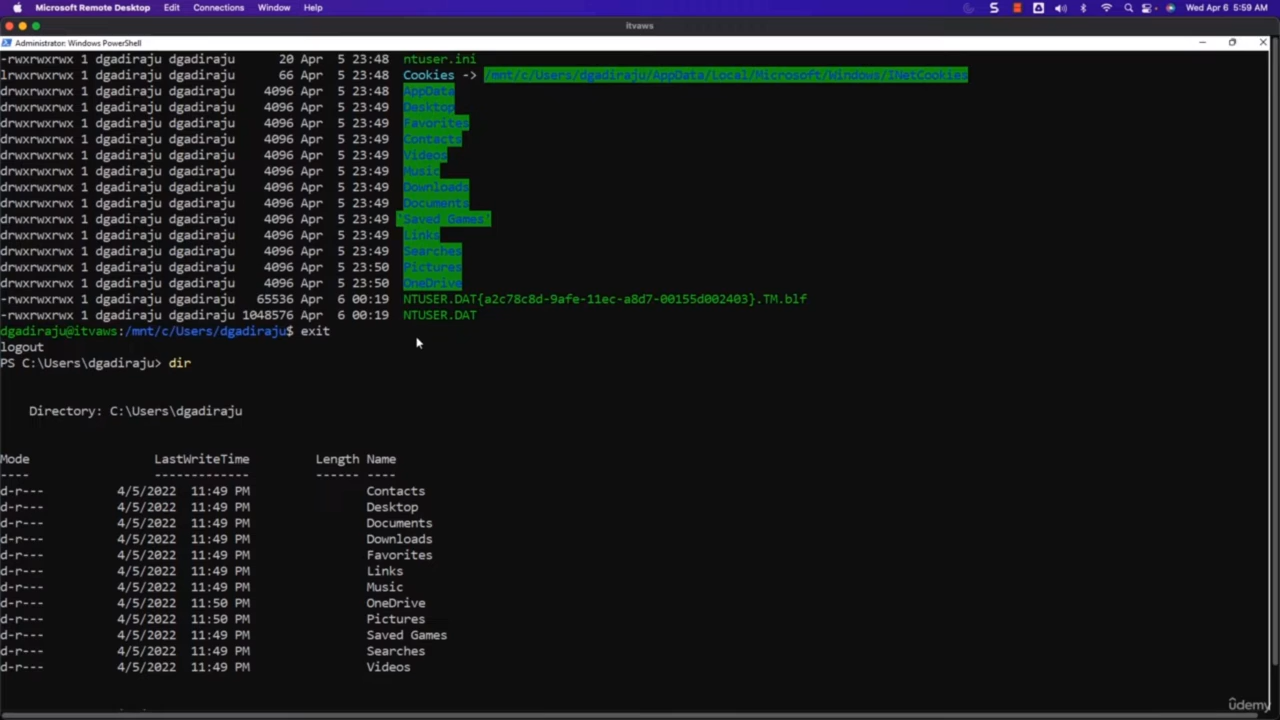 Microsoft Remote Desktop Edit Connections Window Help Wed Apr 6 5:59 AM
itvaws
Administrator: Windows PowerShell
-rwxrwxrwx 1 dgadiraju dgadiraju 20 Apr 5 23:48 ntuser.ini
lrwxrwxrwx 1 dgadiraju dgadiraju 66 Apr 5 23:48 Cookies -> /mnt/c/Users/dgadiraju/AppData/Local/Microsoft/Windows/INetCookies
drwxrwxrwx 1 dgadiraju dgadiraju 4096 Apr 5 23:48 AppData
drwxrwxrwx 1 dgadiraju dgadiraju 4096 Apr 5 23:49 Desktop
drwxrwxrwx 1 dgadiraju dgadiraju 4096 Apr 5 23:49 Favorites
drwxrwxrwx 1 dgadiraju dgadiraju 4096 Apr 5 23:49 Contacts
drwxrwxrwx 1 dgadiraju dgadiraju 4096 Apr 5 23:49 Videos
drwxrwxrwx 1 dgadiraju dgadiraju 4096 Apr 5 23:49 Music
drwxrwxrwx 1 dgadiraju dgadiraju 4096 Apr 5 23:49 Downloads
drwxrwxrwx 1 dgadiraju dgadiraju 4096 Apr 5 23:49 Documents
drwxrwxrwx 1 dgadiraju dgadiraju 4096 Apr 5 23:49 'Saved Games'
drwxrwxrwx 1 dgadiraju dgadiraju 4096 Apr 5 23:49 Links
drwxrwxrwx 1 dgadiraju dgadiraju 4096 Apr 5 23:49 Searches
drwxrwxrwx 1 dgadiraju dgadiraju 4096 Apr 5 23:50 Pictures
drwxrwxrwx 1 dgadiraju dgadiraju 4096 Apr 5 23:50 OneDrive
-rwxrwxrwx 1 dgadiraju dgadiraju 65536 Apr 6 00:19 NTUSER.DAT{a2c78c8d-9afe-11ec-a8d7-00155d002403}.TM.blf
-rwxrwxrwx 1 dgadiraju dgadiraju 1048576 Apr 6 00:19 NTUSER.DAT
dgadiraju@itvaws:/mnt/c/Users/dgadiraju$ exit
logout
PS C:\Users\dgadiraju> dir
Directory: C:\Users\dgadiraju
Mode LastWriteTime Length Name
---- ------------- ------ ----
d-r--- 4/5/2022 11:49 PM Contacts
d-r--- 4/5/2022 11:49 PM Desktop
d-r--- 4/5/2022 11:49 PM Documents
d-r--- 4/5/2022 11:49 PM Downloads
d-r--- 4/5/2022 11:49 PM Favorites
d-r--- 4/5/2022 11:49 PM Links
d-r--- 4/5/2022 11:49 PM Music
d-r--- 4/5/2022 11:50 PM OneDrive
d-r--- 4/5/2022 11:50 PM Pictures
d-r--- 4/5/2022 11:49 PM Saved Games
d-r--- 4/5/2022 11:49 PM Searches
d-r--- 4/5/2022 11:49 PM Videos
ûdemy